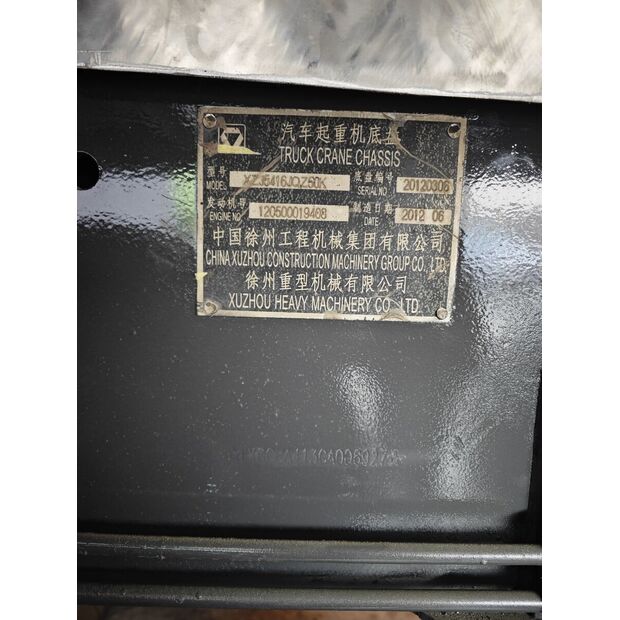 汽车起重机底盘
TRUCK CRANE CHASSIS
型号 底盘编号
MODEL XZJ5416JQZ50K SERIAL NO 20120306
发动机号 制造日期
ENGINE NO 120500019408 DATE 2012 06
中国徐州工程机械集团有限公司
CHINA XUZHOU CONSTRUCTION MACHINERY GROUP CO., LTD.
徐州重型机械有限公司
XUZHOU HEAVY MACHINERY CO., LTD.